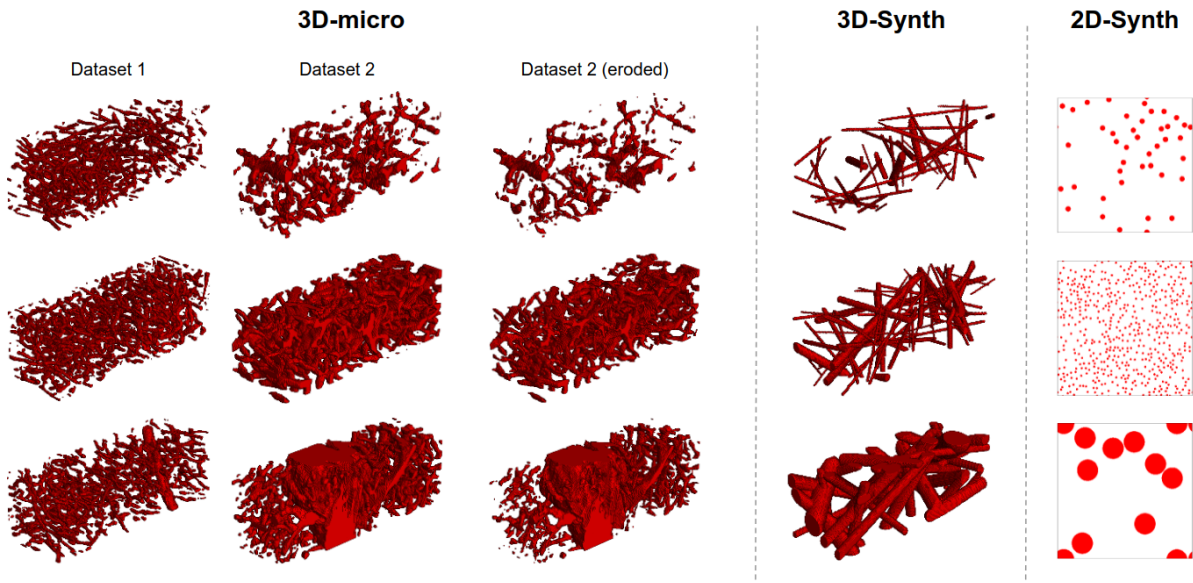 3D-micro
3D-Synth
2D-Synth
Dataset 1
Dataset 2
Dataset 2 (eroded)